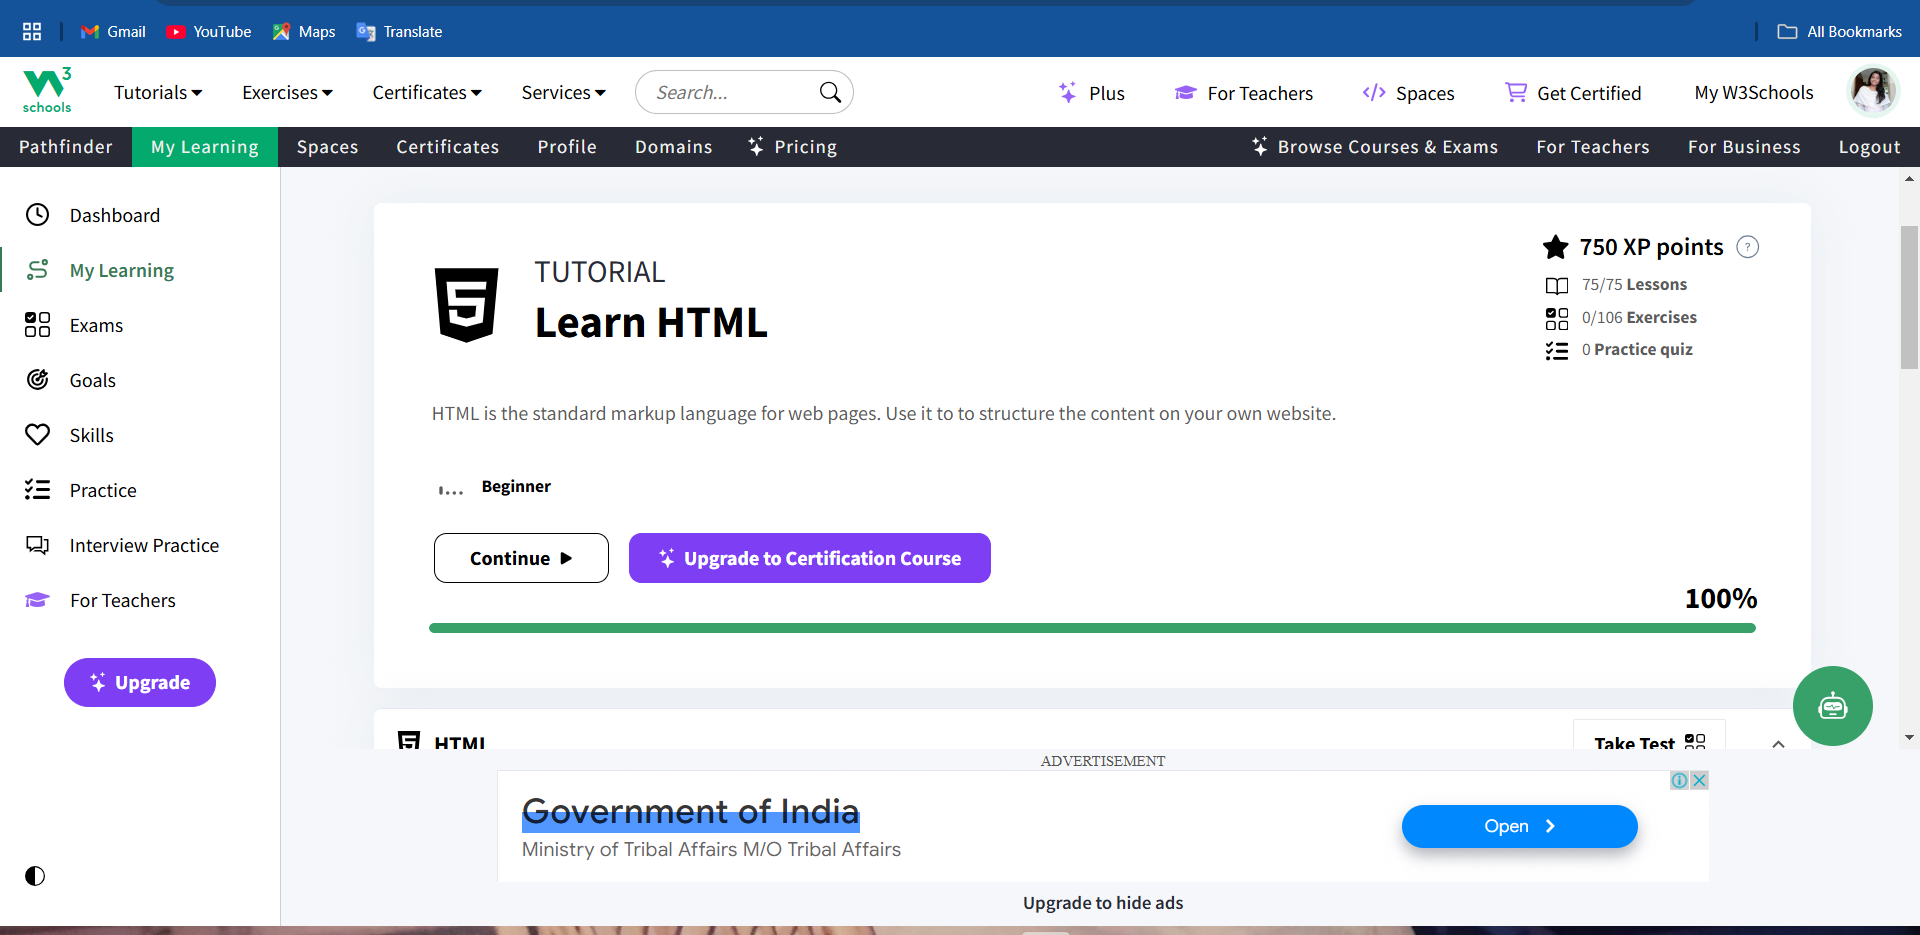 Gmail YouTube Maps Translate All Bookmarks
W3 schools Tutorials Exercises Certificates Services Search... Plus For Teachers Spaces Get Certified My W3Schools
Pathfinder My Learning Spaces Certificates Profile Domains Pricing Browse Courses & Exams For Teachers For Business Logout
Dashboard
My Learning
Exams
Goals
Skills
Practice
Interview Practice
For Teachers
Upgrade
TUTORIAL
Learn HTML
750 XP points ?
75/75 Lessons
0/106 Exercises
0 Practice quiz
HTML is the standard markup language for web pages. Use it to to structure the content on your own website.
Beginner
Continue Upgrade to Certification Course
100%
HTML Take Test
ADVERTISEMENT
Government of India
Ministry of Tribal Affairs M/O Tribal Affairs
Open
Upgrade to hide ads